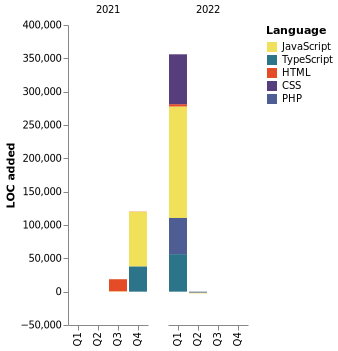 2021
2022
Language
JavaScript
TypeScript
HTML
CSS
PHP
LOC added
400,000
350,000
300,000
250,000
200,000
150,000
100,000
50,000
0
−50,000
Q1
Q2
Q3
Q4
Q1
Q2
Q3
Q4